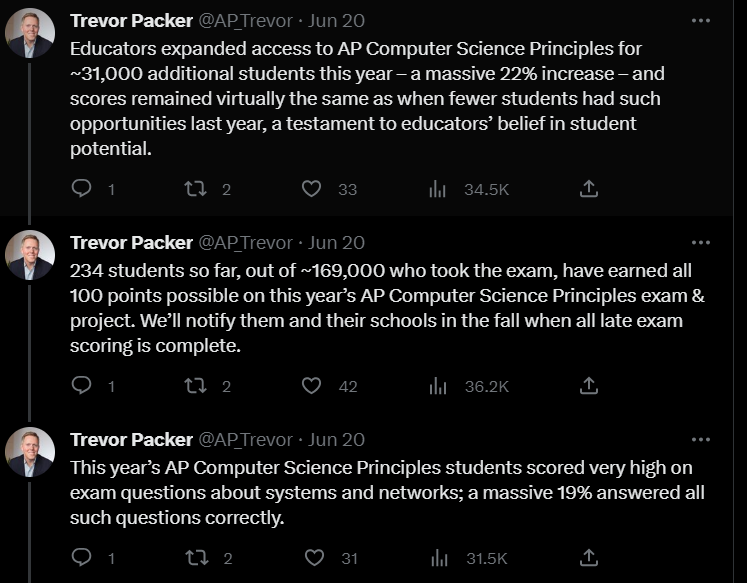 Trevor Packer @AP_Trevor · Jun 20
Educators expanded access to AP Computer Science Principles for
~31,000 additional students this year – a massive 22% increase – and
scores remained virtually the same as when fewer students had such
opportunities last year, a testament to educators’ belief in student
potential.
1 2 33 34.5K
Trevor Packer @AP_Trevor · Jun 20
234 students so far, out of ~169,000 who took the exam, have earned all
100 points possible on this year’s AP Computer Science Principles exam &
project. We’ll notify them and their schools in the fall when all late exam
scoring is complete.
1 2 42 36.2K
Trevor Packer @AP_Trevor · Jun 20
This year’s AP Computer Science Principles students scored very high on
exam questions about systems and networks; a massive 19% answered all
such questions correctly.
1 2 31 31.5K